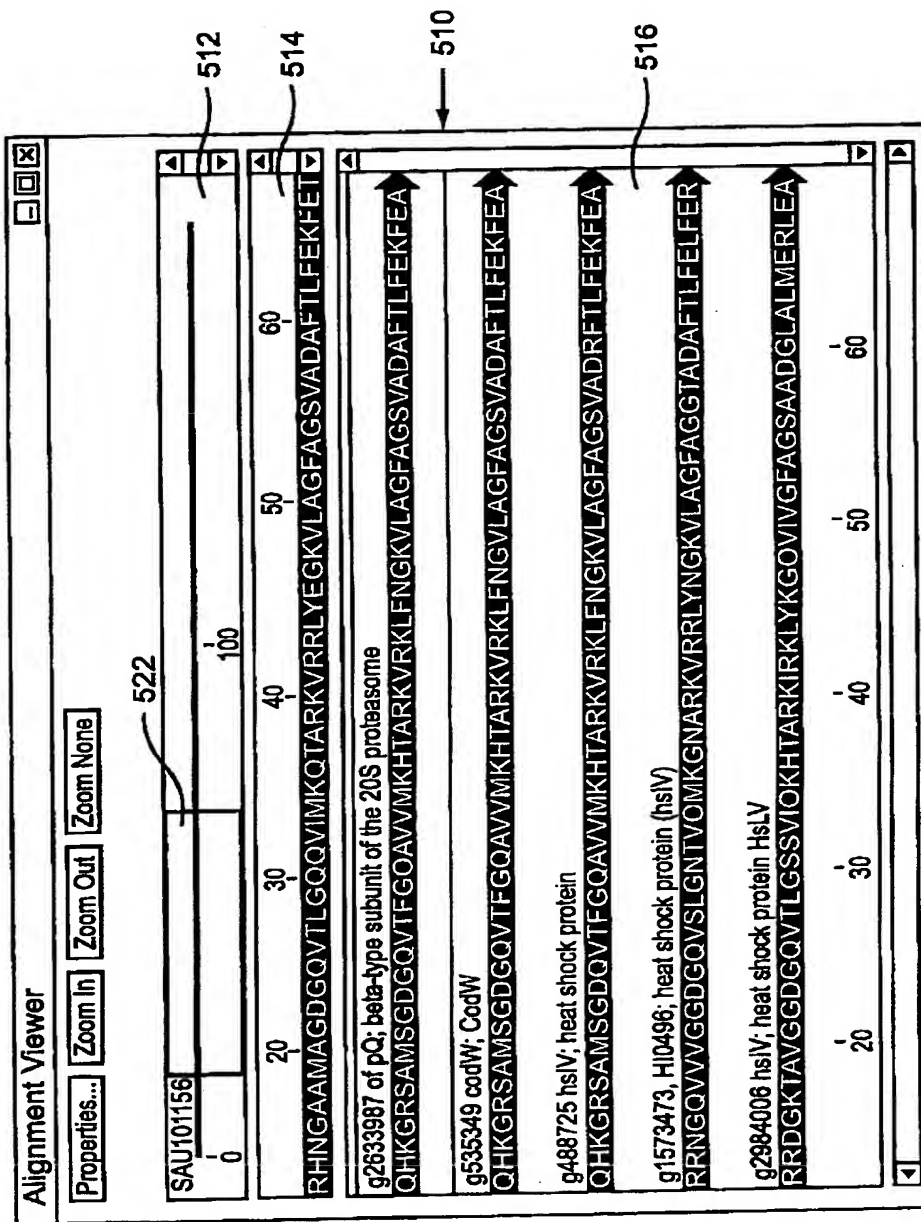 Alignment Viewer
Properties... Zoom In Zoom Out Zoom None
522
SAU101156
0 100
512
20 30 40 50 60
514
RHNGAAMAGDGQVTLGQQVIMKQTARKVRRLYEGKVLAGFAGSVADAFTLFEKFET
510
g2633987 of pQ; beta-type subunit of the 20S proteasome
QHKGRSAMSGDGQVTFGQAVVMKHTARKVRKLFNGKVLAGFAGSVADAFTLFEKFEA
g535349 codW; CodW
QHKGRSAMSGDGQVTFGQAVVMKHTARKVRKLFNGVLAGFAGSVADAFTLFEKFEA
g488725 hslV; heat shock protein
QHKGRSAMSGDQVTFGQAVVMKHTARKVRKLFNGKVLAGFAGSVADRFTLFEKFEA
516
g1573473, HI0496; heat shock protein (hslV)
RRNGQVVVGGDGQVSLGNTVOMKGNARKVRRLYNGKVLAGFAGGTADAFTLFELFER
g2984008 hslV; heat shock protein HsLV
RRDGKTAVGGDGQVTLGSSVIOKHTARKIRKLYKGOVIVGFAGSAADGLALMERLEA
20 30 40 50 60